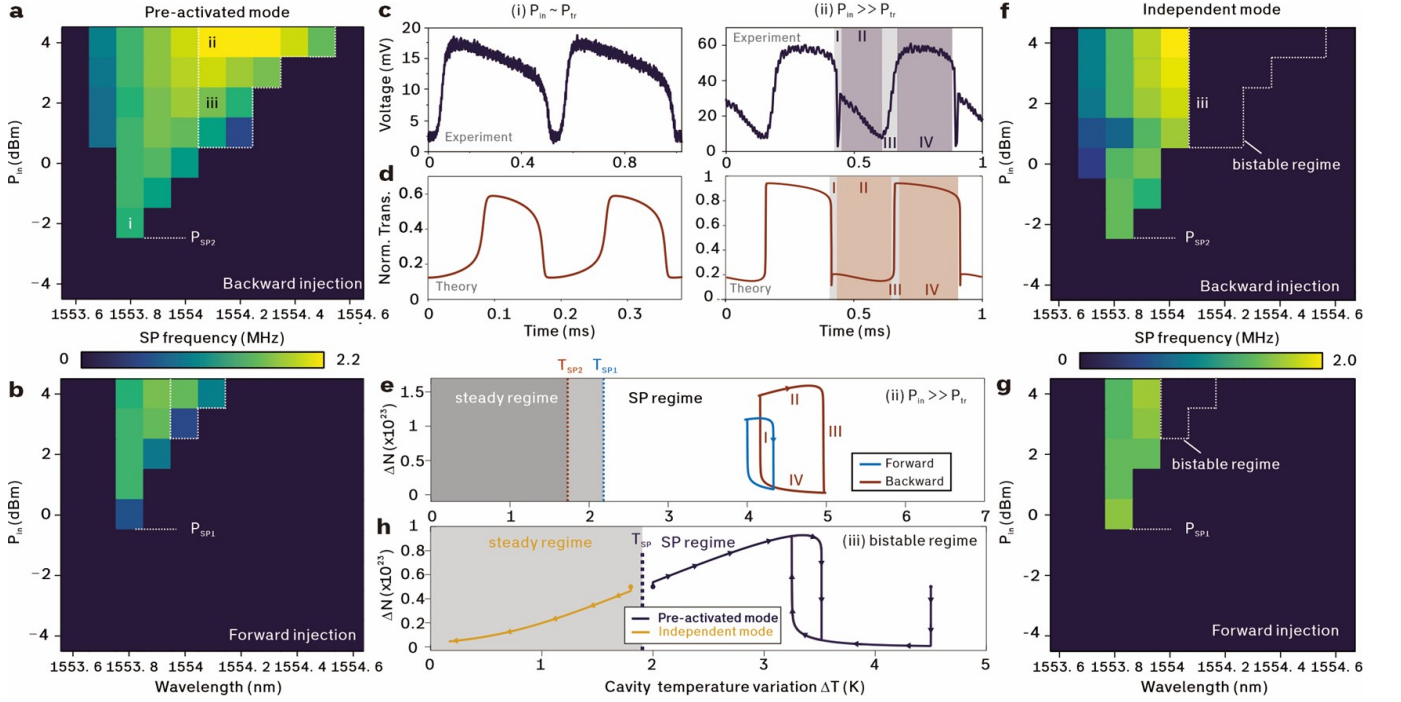 a
Pre-activated mode
4
2
0
−2
−4
P_in (dBm)
ii
iii
i
P_SP2
Backward injection
1553. 6 1553. 8 1554 1554. 2 1554. 4 1554. 6
SP frequency (MHz)
0
2.2
b
4
2
0
−2
−4
P_in (dBm)
P_SP1
Forward injection
1553. 6 1553. 8 1554 1554. 2 1554. 4 1554. 6
Wavelength (nm)
c
(i) P_in ~ P_tr
20
15
10
5
0
Voltage (mV)
Experiment
0 0.4 0.8
(ii) P_in >> P_tr
60
40
20
0
Experiment
I
II
III
IV
0 0.5 1
d
0.6
0.4
0.2
Norm. Trans.
Theory
0 0.1 0.2 0.3
Time (ms)
1
0.8
0.6
0.4
0.2
0
Theory
I
II
III
IV
0 0.5 1
Time (ms)
e
T_SP2
T_SP1
1.5
1
0.5
0
ΔN (x10^23)
steady regime
SP regime
(ii) P_in >> P_tr
I
II
III
IV
Forward
Backward
0 1 2 3 4 5 6 7
h
1
0.8
0.6
0.4
0.2
0
ΔN (x10^23)
steady regime
T_SP
SP regime
(iii) bistable regime
Pre-activated mode
Independent mode
0 1 2 3 4 5
Cavity temperature variation ΔT (K)
f
Independent mode
4
2
0
-2
-4
P_in (dBm)
iii
bistable regime
P_SP2
Backward injection
1553. 6 1553. 8 1554 1554. 2 1554. 4 1554. 6
SP frequency (MHz)
0
2.0
g
4
2
0
-2
-4
P_in (dBm)
bistable regime
P_SP1
Forward injection
1553. 6 1553. 8 1554 1554. 2 1554. 4 1554. 6
Wavelength (nm)